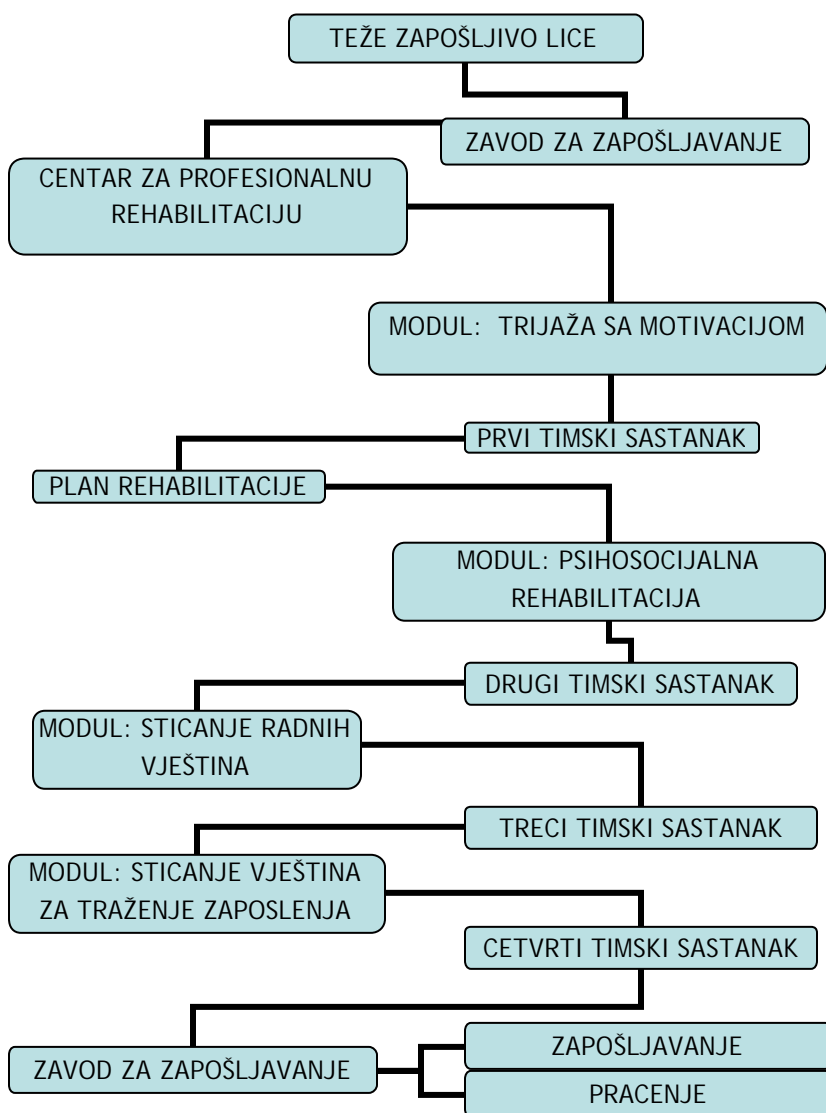 TEŽE ZAPOŠLJIVO LICE
ZAVOD ZA ZAPOŠLJAVANJE
CENTAR ZA PROFESIONALNU
REHABILITACIJU
MODUL:  TRIJAŽA SA MOTIVACIJOM
PRVI TIMSKI SASTANAK
PLAN REHABILITACIJE
MODUL: PSIHOSOCIJALNA
REHABILITACIJA
DRUGI TIMSKI SASTANAK
MODUL: STICANJE RADNIH
VJEŠTINA
TRECI TIMSKI SASTANAK
MODUL: STICANJE VJEŠTINA
ZA TRAŽENJE ZAPOSLENJA
CETVRTI TIMSKI SASTANAK
ZAVOD ZA ZAPOŠLJAVANJE
ZAPOŠLJAVANJE
PRACENJE